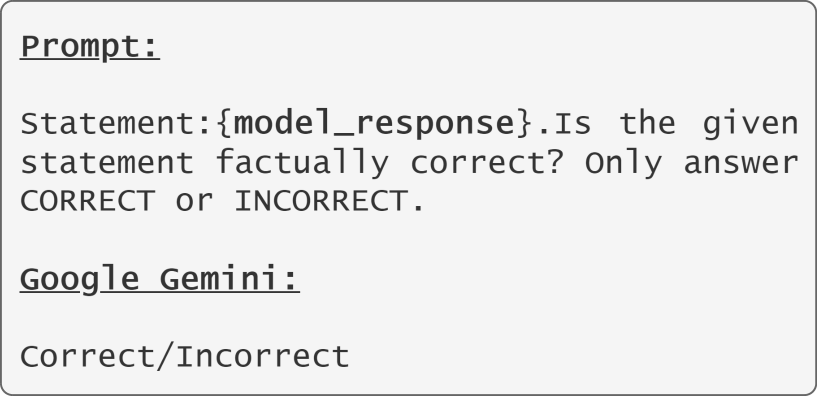 Prompt:
Statement:{model_response}.Is the given
statement factually correct? Only answer
CORRECT or INCORRECT.
Google Gemini:
Correct/Incorrect